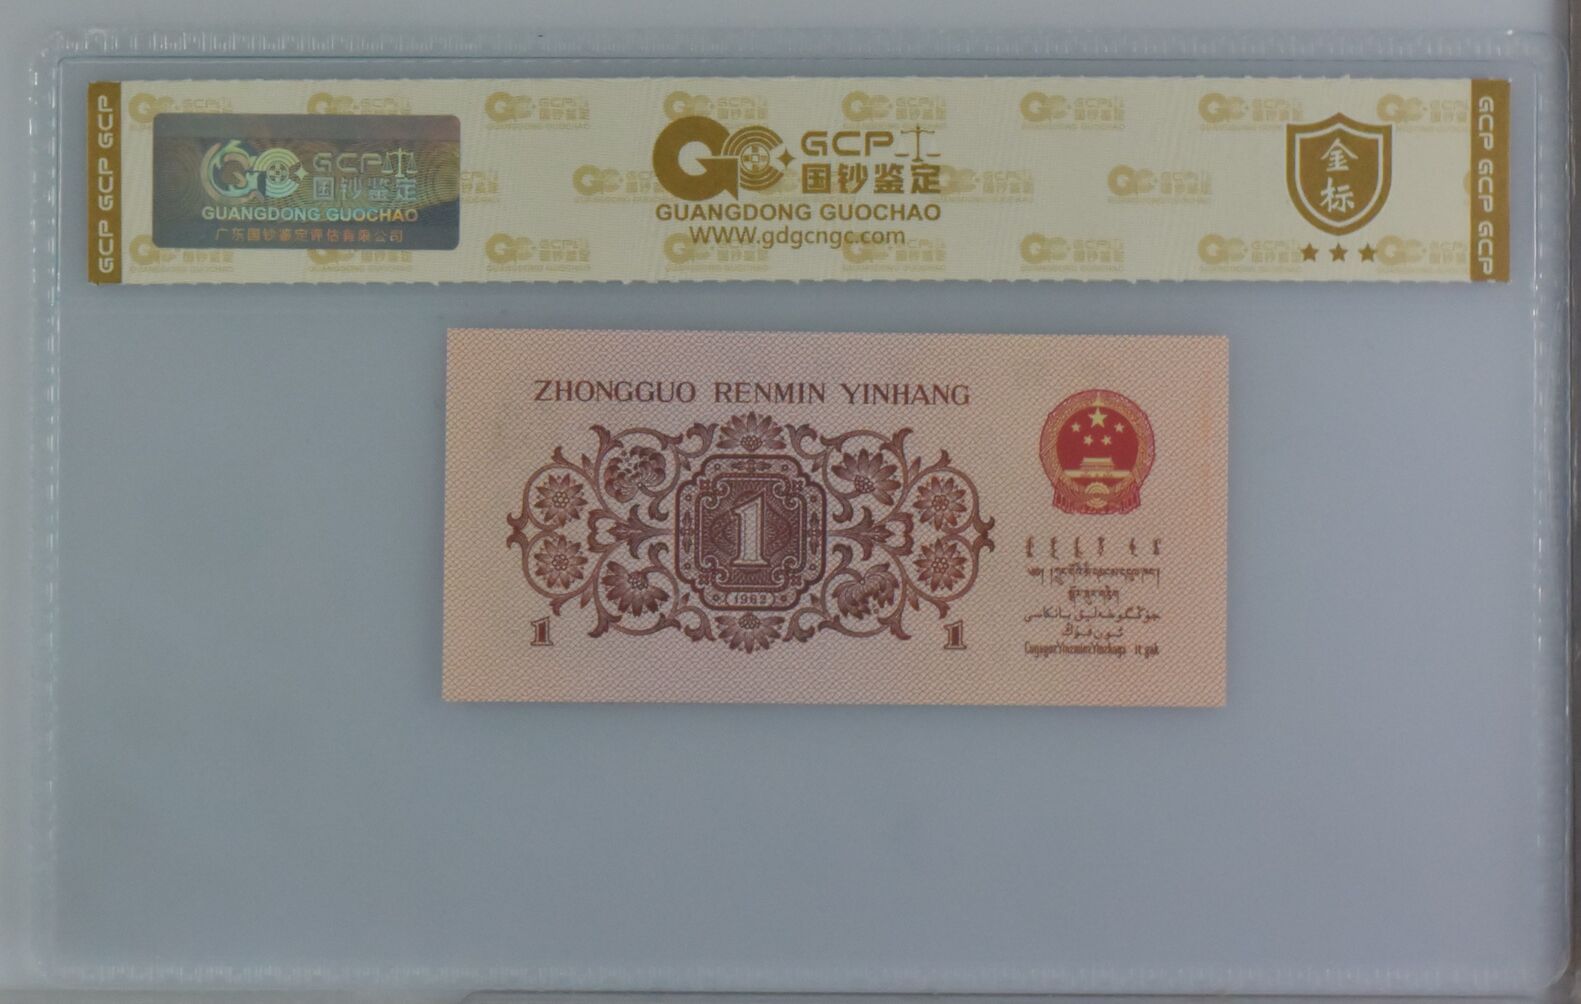 GCP GCP GCP
GCP
国钞鉴定
GUANGDONG GUOCHAO
广东国钞鉴定评估有限公司
GCP
国钞鉴定
GUANGDONG GUOCHAO
WWW.gdgcngc.com
金标
GCP GCP GCP
ZHONGGUO RENMIN YINHANG
1
(1962)
1
1